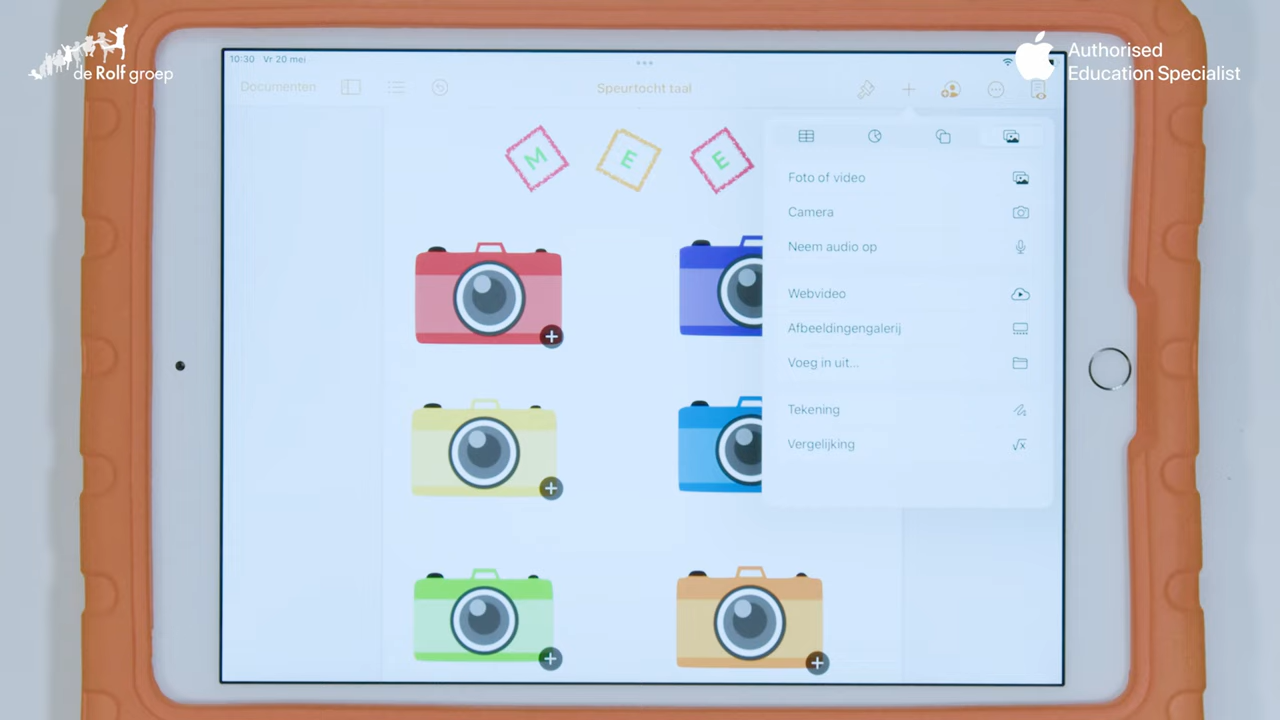 de Rolf groep
Authorised
Education Specialist
10:30 Vr 20 mei
Documenten
Speurtocht taal
M E E
Foto of video
Camera
Neem audio op
Webvideo
Afbeeldingengalerij
Voeg in uit...
Tekening
Vergelijking